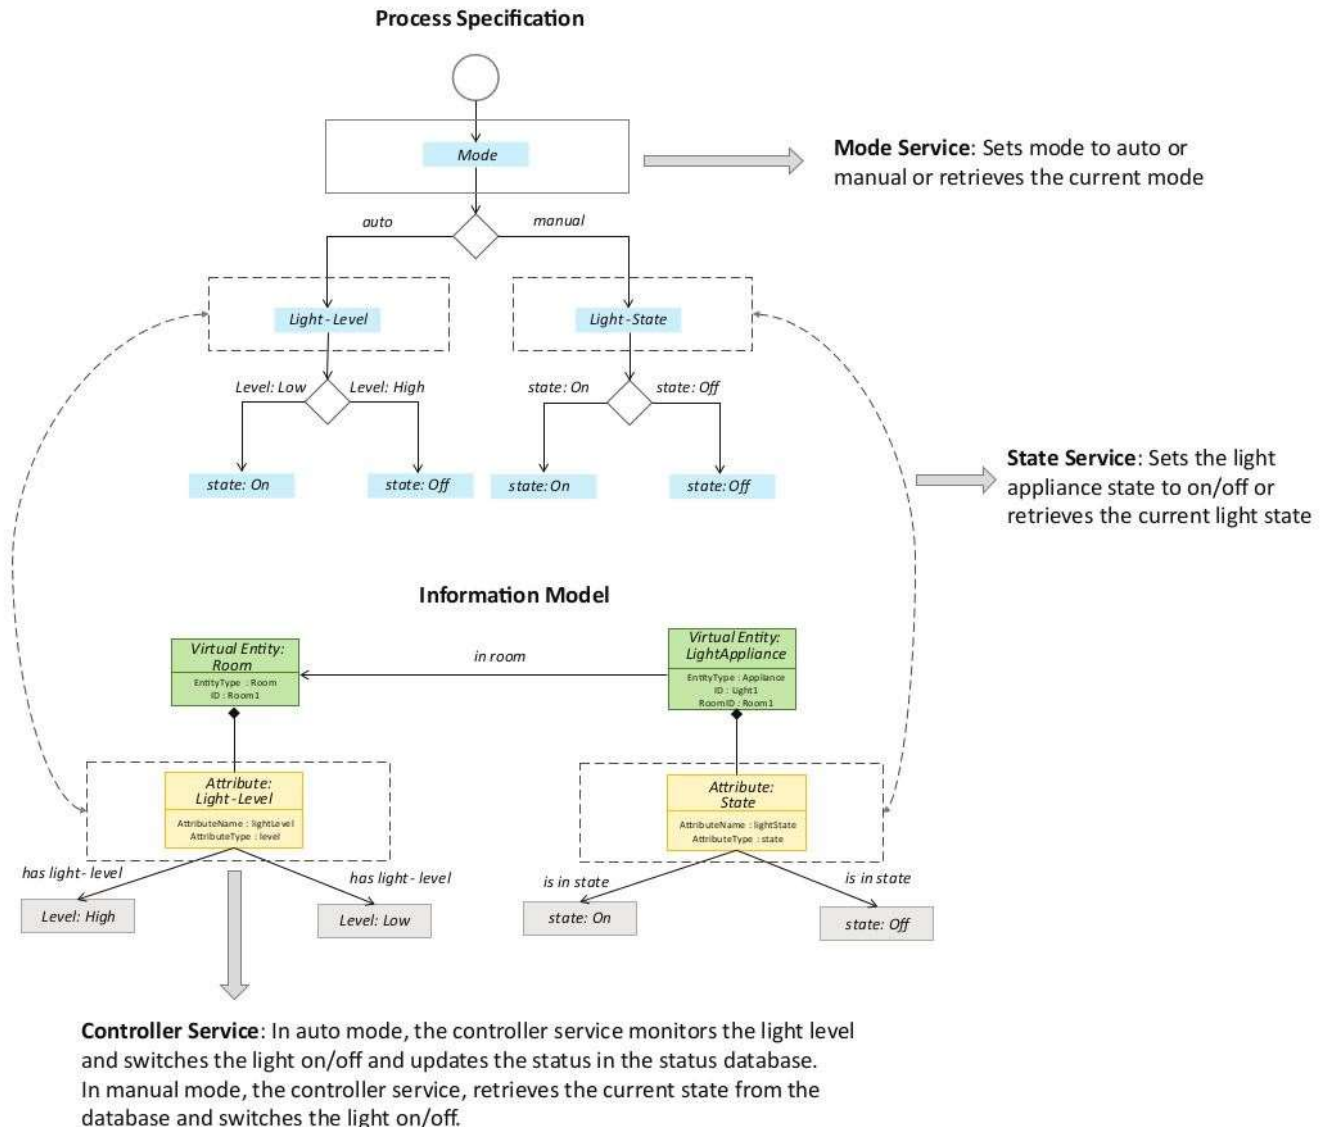 Process Specification
Mode
Mode Service: Sets mode to auto or
manual or retrieves the current mode
auto
manual
Light-Level
Light-State
Level: Low
Level: High
state: On
state: Off
state: On
state: Off
state: On
state: Off
State Service: Sets the light
appliance state to on/off or
retrieves the current light state
Information Model
Virtual Entity:
Room
EntityType : Room
ID : Room1
in room
Virtual Entity:
LightAppliance
EntityType : Appliance
ID : Light1
RoomID : Room1
Attribute:
Light-Level
AttributeName : lightLevel
AttributeType : level
Attribute:
State
AttributeName : lightState
AttributeType : state
has light- level
has light- level
is in state
is in state
Level: High
Level: Low
state: On
state: Off
Controller Service: In auto mode, the controller service monitors the light level
and switches the light on/off and updates the status in the status database.
In manual mode, the controller service, retrieves the current state from the
database and switches the light on/off.